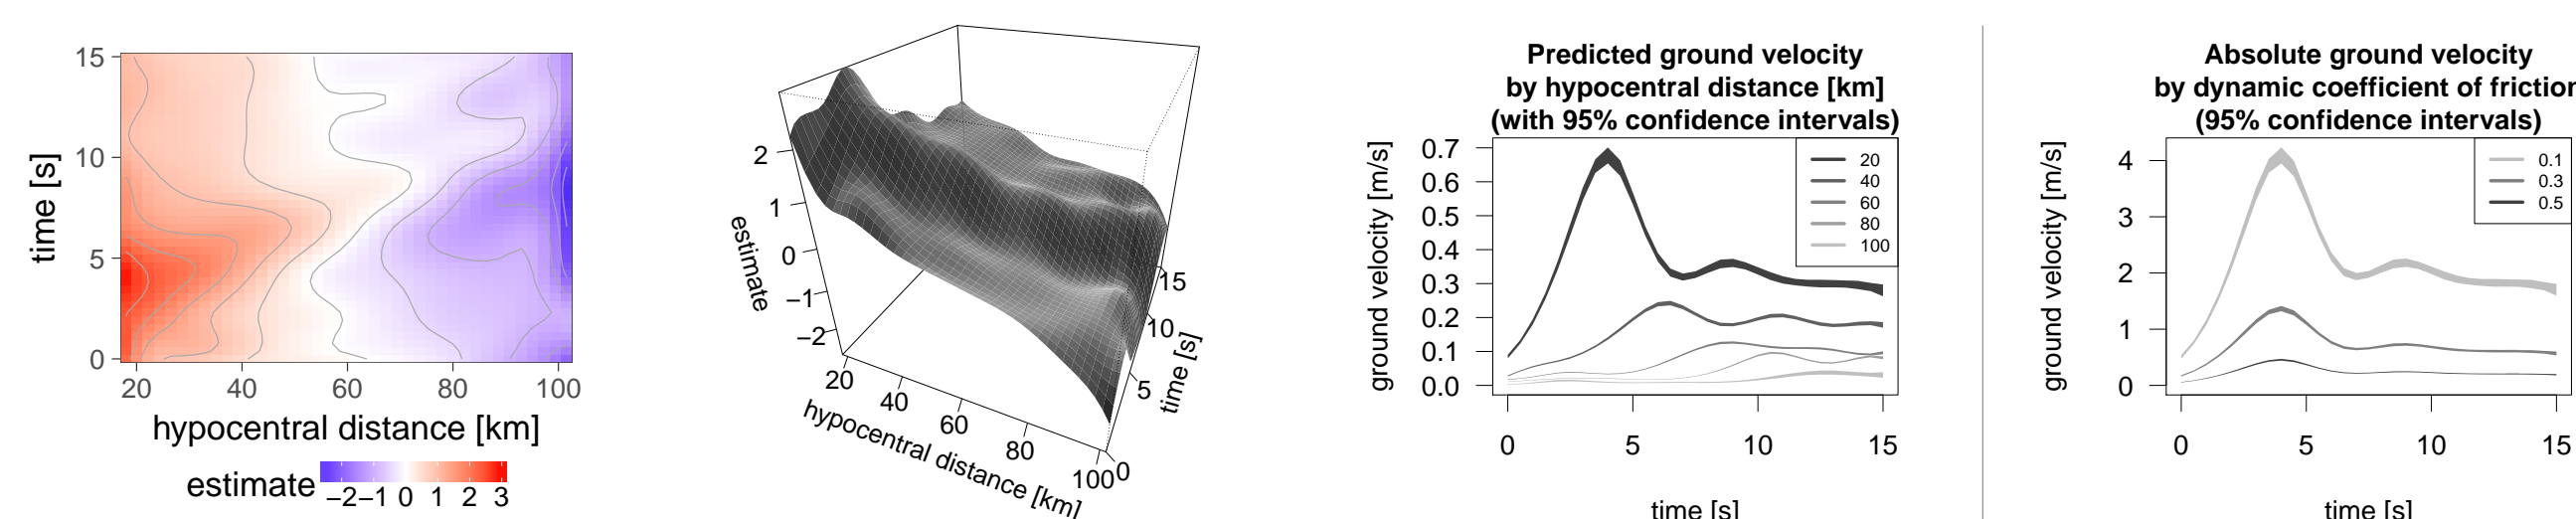 15
10
5
0
time [s]
20 40 60 80 100
hypocentral distance [km]
estimate
−2 −1 0 1 2 3
2
1
0
−1
−2
estimate
20
40
60
80
100
hypocentral distance [km]
0
5
10
15
time [s]
Predicted ground velocity
by hypocentral distance [km]
(with 95% confidence intervals)
0.7
0.6
0.5
0.4
0.3
0.2
0.1
0.0
ground velocity [m/s]
20
40
60
80
100
0 5 10 15
time [s]
Absolute ground velocity
by dynamic coefficient of friction
(95% confidence intervals)
4
3
2
1
0
ground velocity [m/s]
0.1
0.3
0.5
0 5 10 15
time [s]